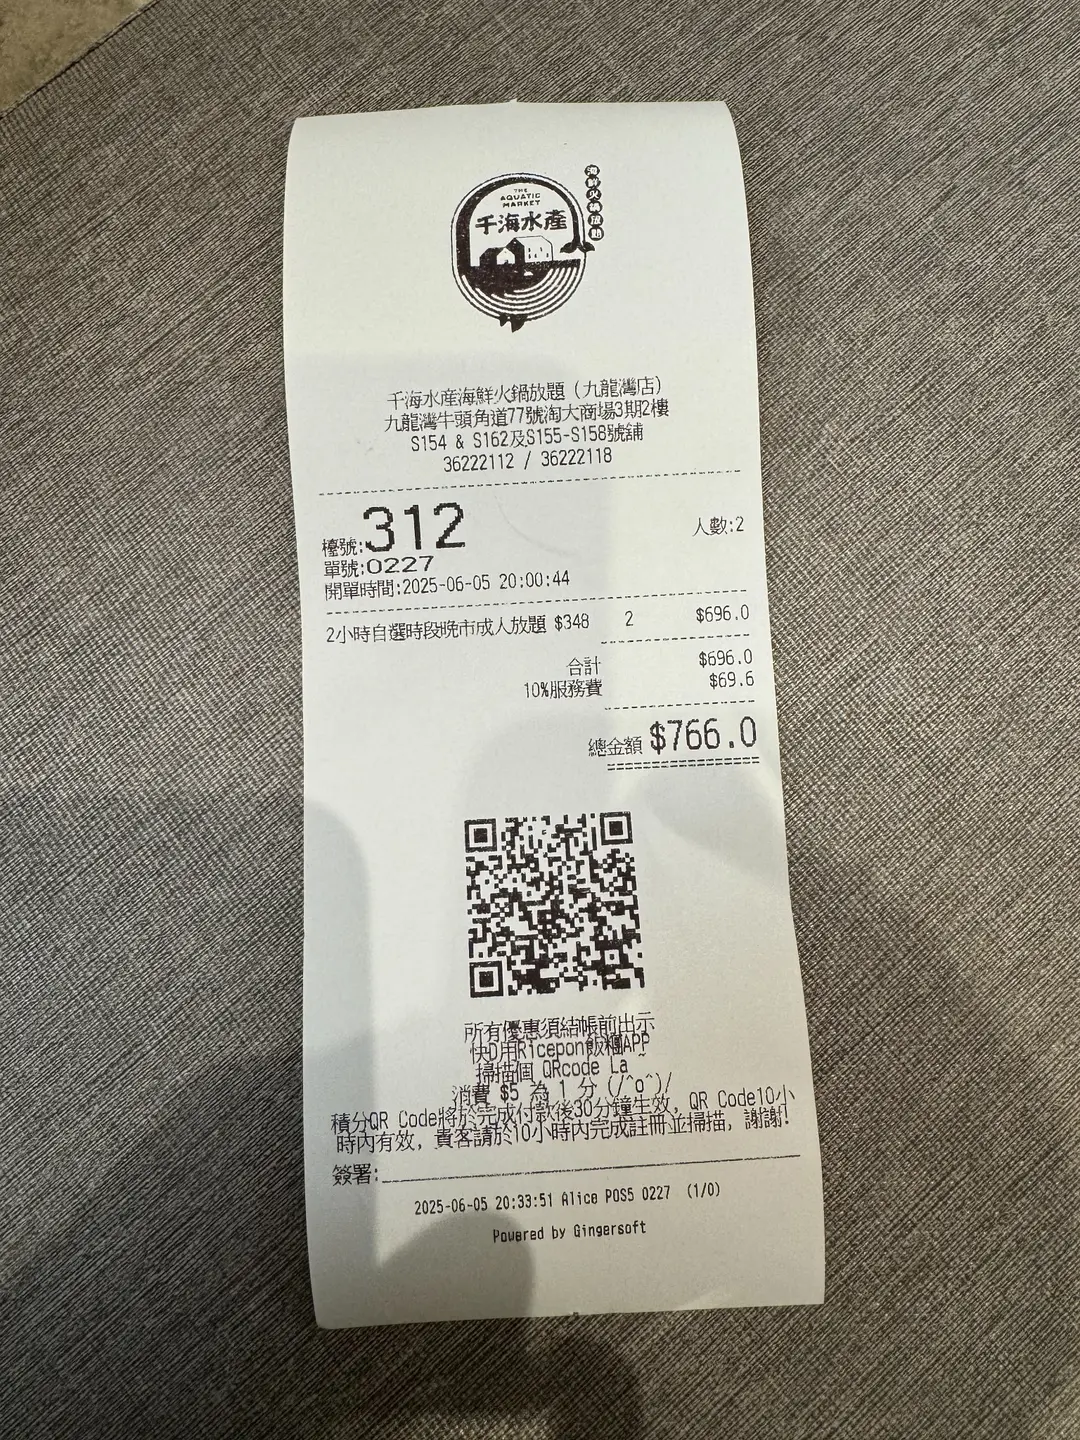 THE
AQUATIC
MARKET
千海水產
海鮮火鍋放題
千海水產海鮮火鍋放題（九龍灣店）
九龍灣牛頭角道77號淘大商場3期2樓
S154 & S162及S155-S158號舖
36222112 / 36222118
檯號:312 人數:2
單號:0227
開單時間:2025-06-05 20:00:44
2小時自選時段晚市成人放題 $348 2 $696.0
合計 $696.0
10%服務費 $69.6
總金額 $766.0
所有優惠須結帳前出示
快D用Ricepon飯糰APP
掃描個 QRcode La~
消費 $5 為 1 分 (/^o^)/
積分QR Code將於完成付款後30分鐘生效, QR Code10小
時內有效, 貴客請於10小時內完成註冊並掃描, 謝謝!
簽署:
2025-06-05 20:33:51 Alice POS5 0227 (1/0)
Powered by Gingersoft